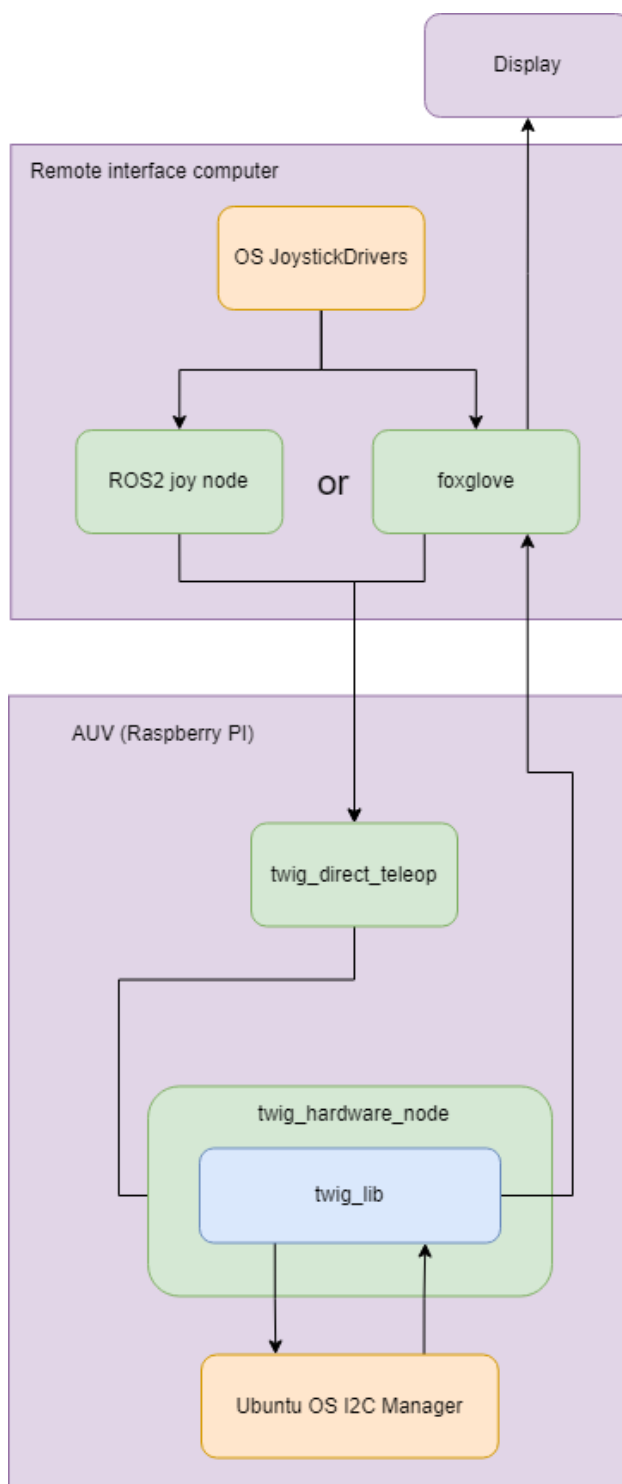 Display
Remote interface computer
OS JoystickDrivers
ROS2 joy node
or
foxglove
AUV (Raspberry PI)
twig_direct_teleop
twig_hardware_node
twig_lib
Ubuntu OS I2C Manager